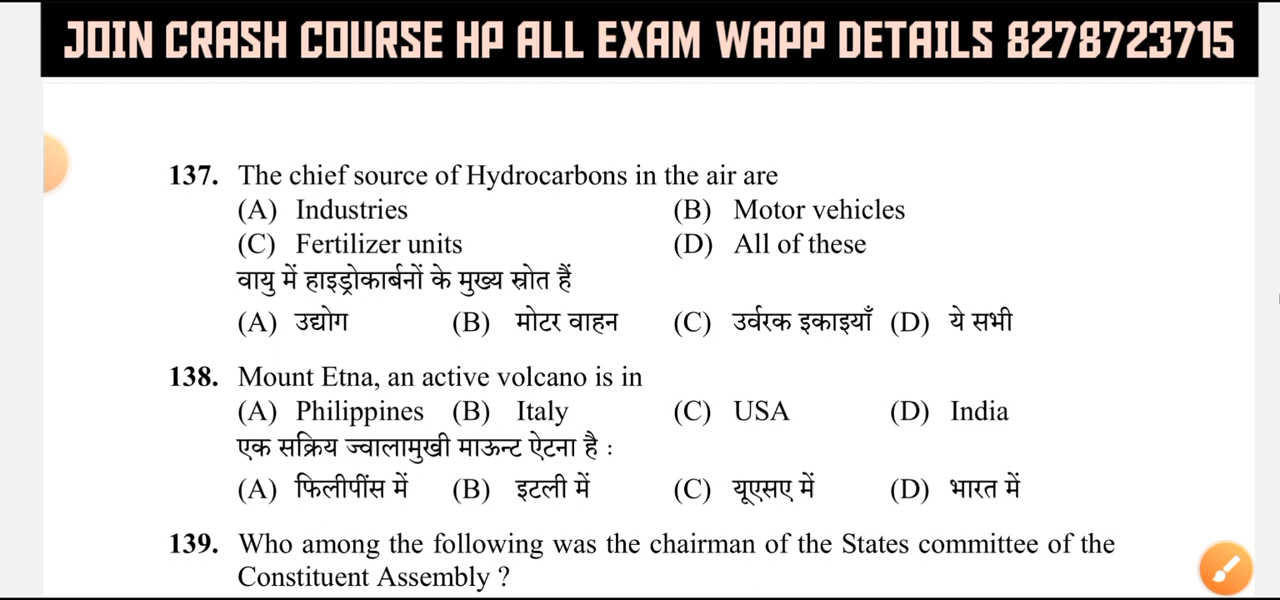 JOIN CRASH COURSE HP ALL EXAM WAPP DETAILS 8278723715
137. The chief source of Hydrocarbons in the air are
(A) Industries (B) Motor vehicles
(C) Fertilizer units (D) All of these
वायु में हाइड्रोकार्बनों के मुख्य स्रोत हैं
(A) उद्योग (B) मोटर वाहन (C) उर्वरक इकाइयाँ (D) ये सभी
138. Mount Etna, an active volcano is in
(A) Philippines (B) Italy (C) USA (D) India
एक सक्रिय ज्वालामुखी माऊन्ट ऐटना है :
(A) फिलीपींस में (B) इटली में (C) यूएसए में (D) भारत में
139. Who among the following was the chairman of the States committee of the
Constituent Assembly ?